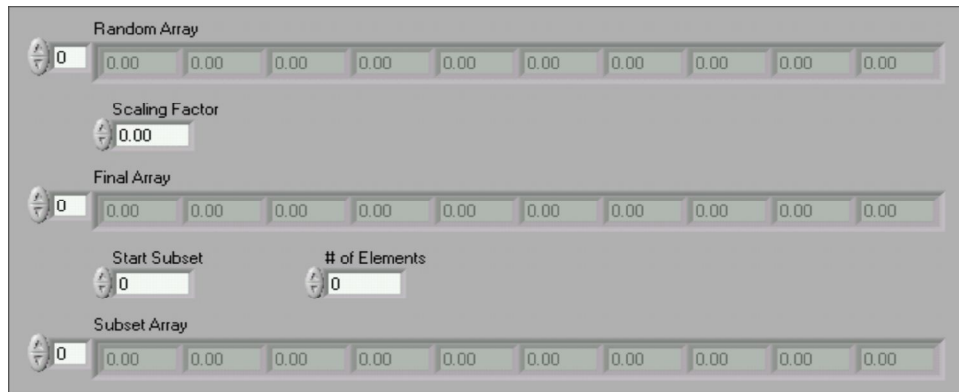 Random Array
0 0.00 0.00 0.00 0.00 0.00 0.00 0.00 0.00 0.00 0.00
Scaling Factor
0.00
Final Array
0 0.00 0.00 0.00 0.00 0.00 0.00 0.00 0.00 0.00 0.00
Start Subset # of Elements
0 0
Subset Array
0 0.00 0.00 0.00 0.00 0.00 0.00 0.00 0.00 0.00 0.00